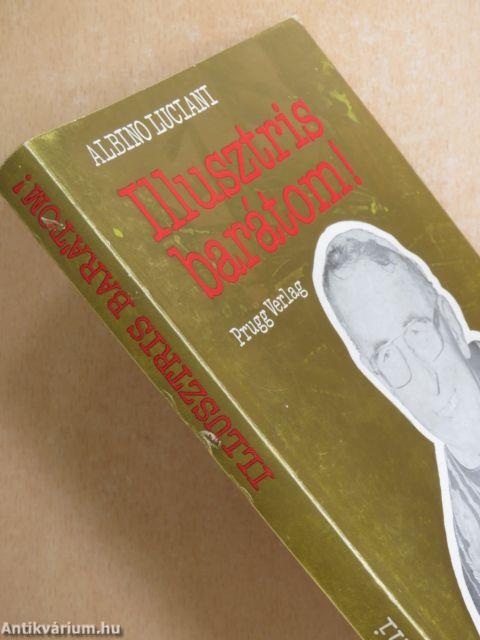 ALBINO LUCIANI
Illusztris
barátom!
Prugg Verlag
ILLUSZTRIS BARÁTOM!
Antikvárium.hu